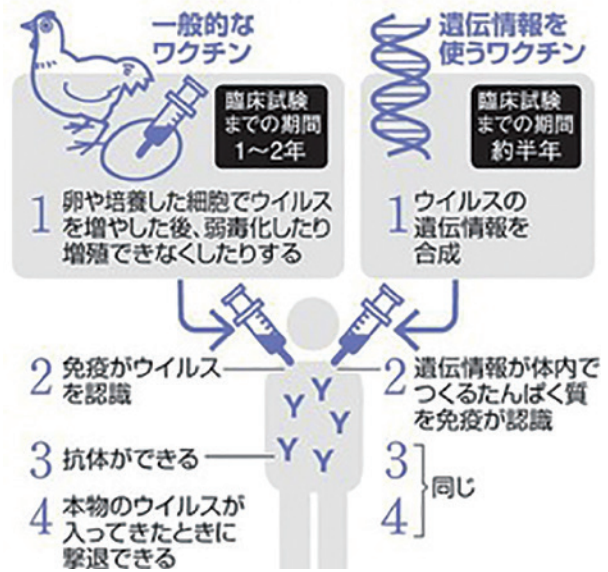 一般的な
ワクチン
臨床試験
までの期間
1〜2年
1 卵や培養した細胞でウイルス
を増やした後、弱毒化したり
増殖できなくしたりする
遺伝情報を
使うワクチン
臨床試験
までの期間
約半年
1 ウイルスの
遺伝情報を
合成
2 免疫がウイルス
を認識
3 抗体ができる
4 本物のウイルスが
入ってきたときに
撃退できる
2 遺伝情報が体内で
つくるたんぱく質
を免疫が認識
3
4
同じ
Y
Y
Y
Y
Y